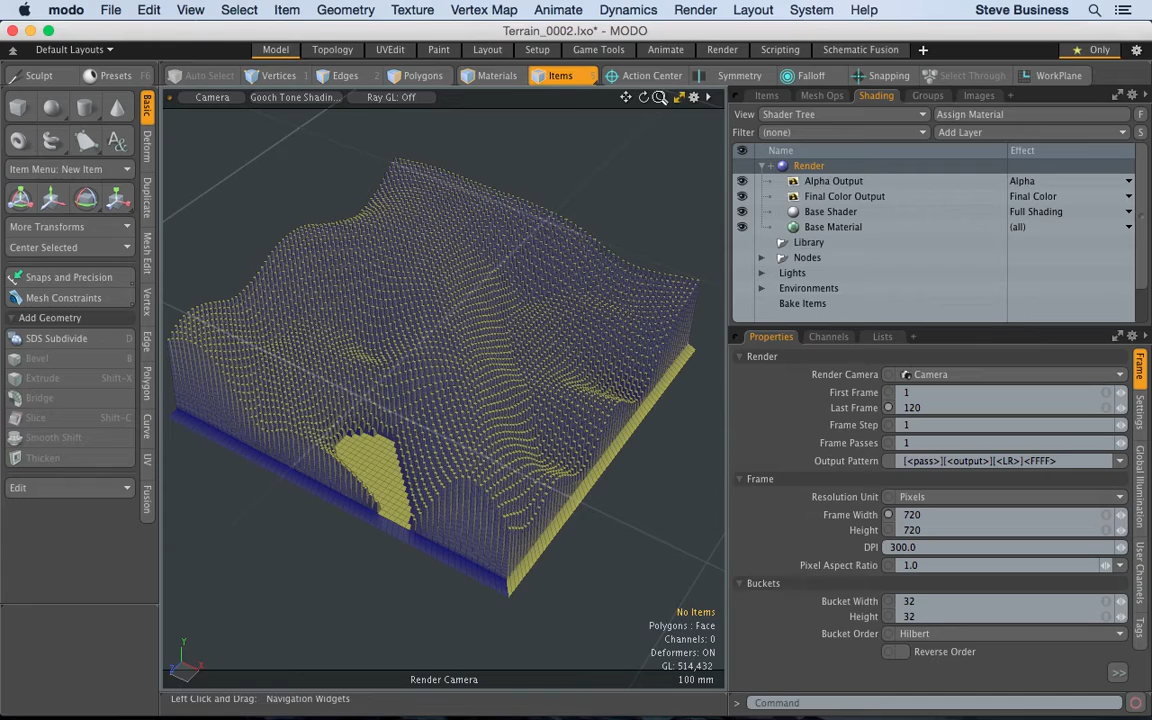 modo File Edit View Select Item Geometry Texture Vertex Map Animate Dynamics Render Layout System Help Steve Business
Terrain_0002.lxo* - MODO
Default Layouts Model Topology UVEdit Paint Layout Setup Game Tools Animate Render Scripting Schematic Fusion Only
Sculpt Presets F6 Auto Select Vertices 1 Edges 2 Polygons Materials Items 5 Action Center Symmetry Falloff Snapping Select Through WorkPlane
Camera Gooch Tone Shadin... Ray GL: Off
Items Mesh Ops Shading Groups Images
View Shader Tree Assign Material F
Filter (none) Add Layer S
Name Effect
Render
Alpha Output Alpha
Final Color Output Final Color
Base Shader Full Shading
Base Material (all)
Library
Nodes
Lights
Environments
Bake Items
Item Menu: New Item
More Transforms
Center Selected
Snaps and Precision
Mesh Constraints
Add Geometry
SDS Subdivide D
Bevel B
Extrude Shift-X
Bridge
Slice Shift-C
Smooth Shift
Thicken
Edit
Basic
Deform
Duplicate
Mesh Edit
Vertex
Edge
Polygon
Curve
UV
Fusion
Properties Channels Lists
Render
Render Camera Camera
First Frame 1
Last Frame 120
Frame Step 1
Frame Passes 1
Output Pattern [<pass>][<output>][<LR>]<FFFF>
Frame
Resolution Unit Pixels
Frame Width 720
Height 720
DPI 300.0
Pixel Aspect Ratio 1.0
Buckets
Bucket Width 32
Height 32
Bucket Order Hilbert
Reverse Order
Frame
Settings
Global Illumination
User Channels
Tags
>>
No Items
Polygons : Face
Channels: 0
Deformers: ON
GL: 514,432
100 mm
Render Camera
Y
X
Z
Left Click and Drag: Navigation Widgets
> Command